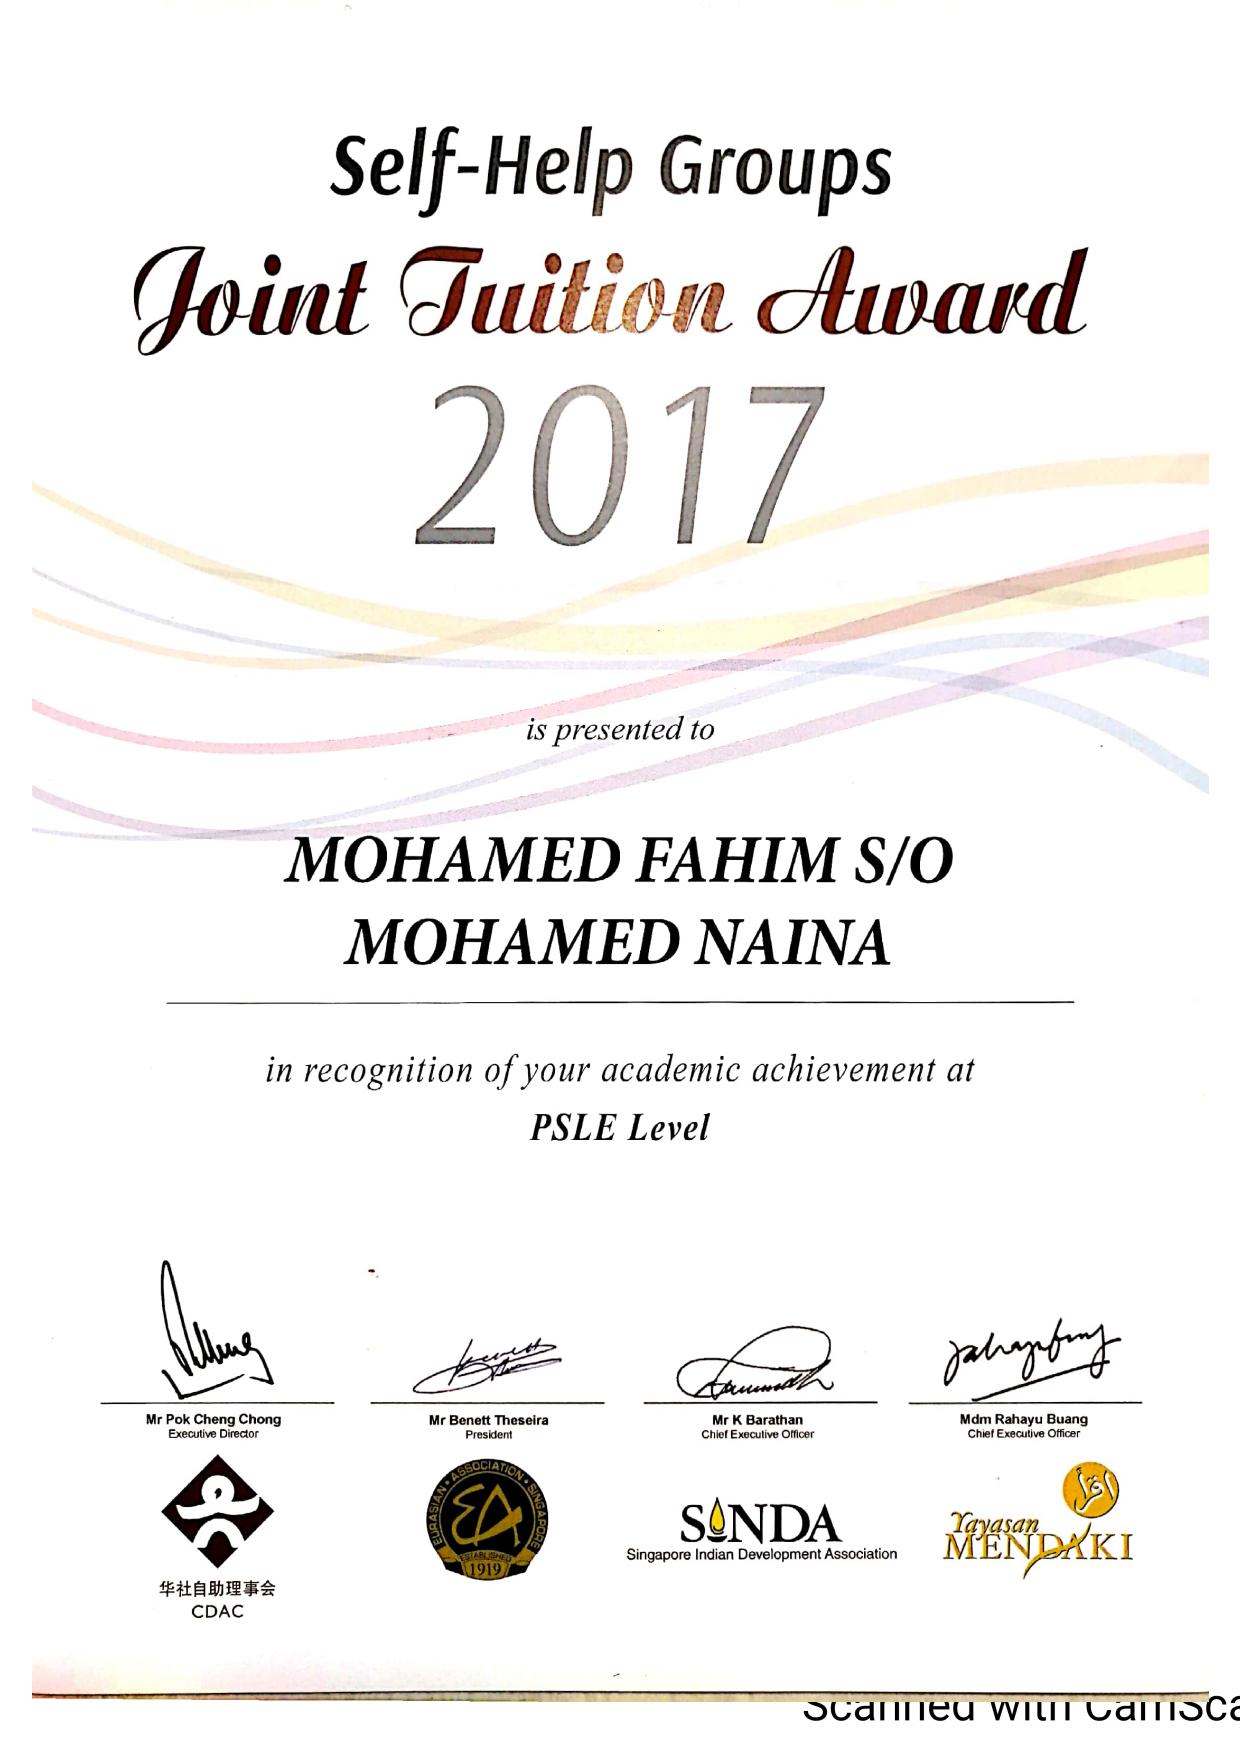 Self-Help Groups
Joint Tuition Award
2017
is presented to
MOHAMED FAHIM S/O
MOHAMED NAINA
in recognition of your academic achievement at
PSLE Level
Mr Pok Cheng Chong
Executive Director
Mr Benett Theseira
President
Mr K Barathan
Chief Executive Officer
Mdm Rahayu Buang
Chief Executive Officer
华社自助理事会
CDAC
EURASIAN • ASSOCIATION • SINGAPORE
EA
ESTABLISHED
1919
SINDA
Singapore Indian Development Association
Yayasan
MENDAKI
Scanned with CamSca